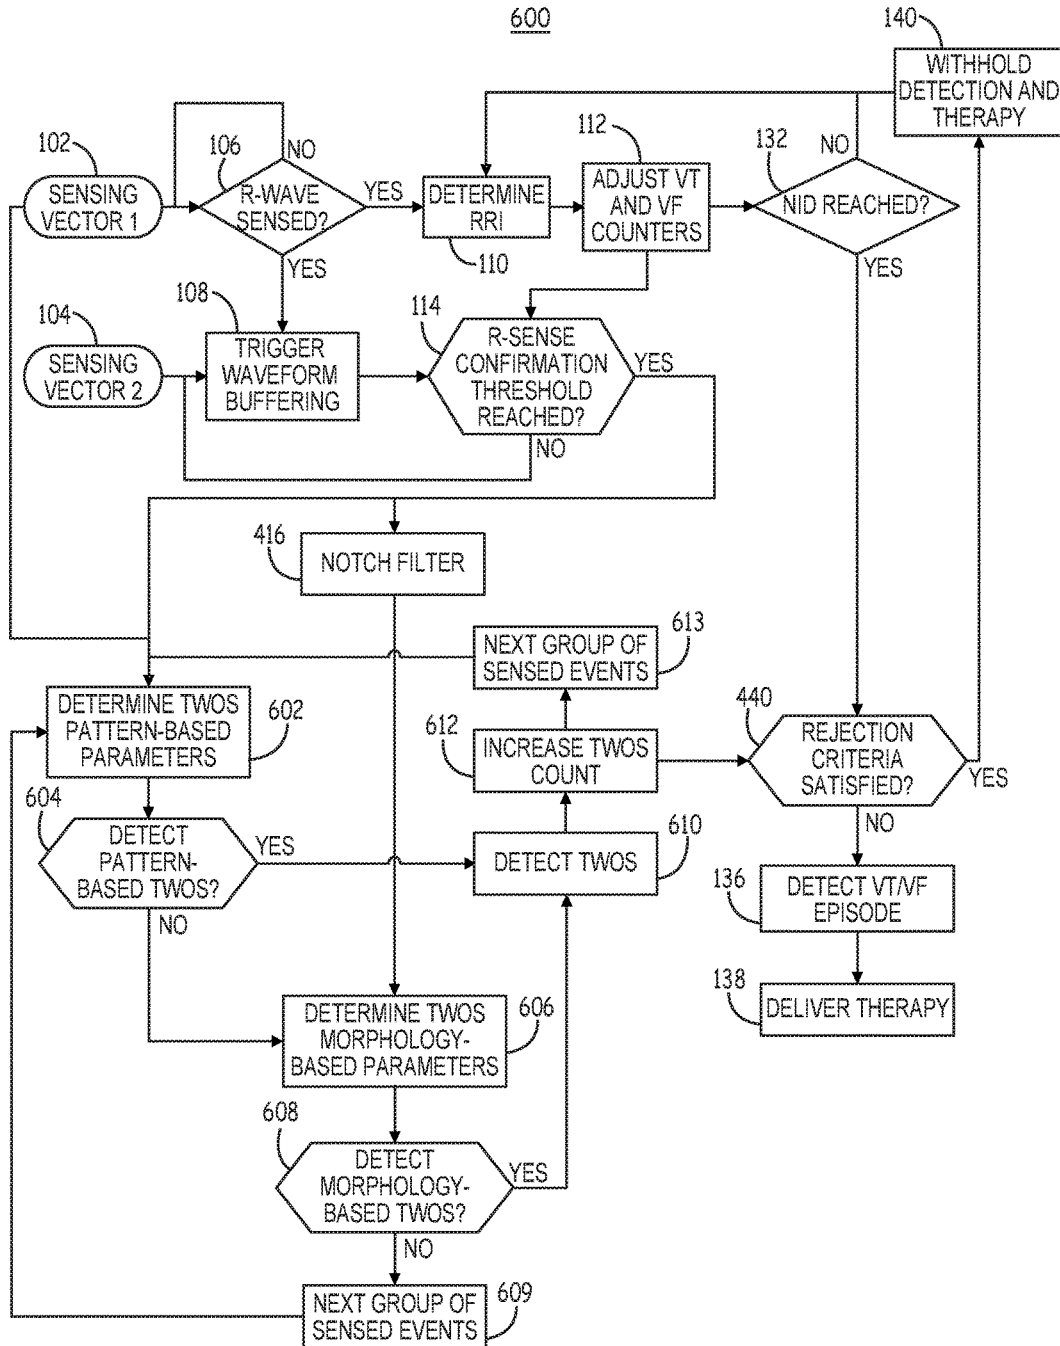 600
140
WITHHOLD
DETECTION AND
THERAPY
102
SENSING
VECTOR 1
106
NO
R-WAVE
SENSED?
YES
YES
DETERMINE
RRI
110
112
ADJUST VT
AND VF
COUNTERS
132
NO
NID REACHED?
YES
104
SENSING
VECTOR 2
108
TRIGGER
WAVEFORM
BUFFERING
114
R-SENSE
CONFIRMATION
THRESHOLD
REACHED?
YES
NO
416
NOTCH FILTER
NEXT GROUP OF
SENSED EVENTS
613
DETERMINE TWOS
PATTERN-BASED
PARAMETERS
602
612
INCREASE TWOS
COUNT
440
REJECTION
CRITERIA
SATISFIED?
YES
NO
604
DETECT
PATTERN-
BASED TWOS?
YES
NO
DETECT TWOS
610
136
DETECT VT/VF
EPISODE
138
DELIVER THERAPY
DETERMINE TWOS
MORPHOLOGY-
BASED PARAMETERS
606
608
DETECT
MORPHOLOGY-
BASED TWOS?
YES
NO
NEXT GROUP OF
SENSED EVENTS
609